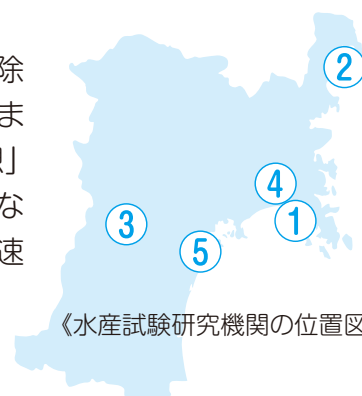 除
ま
」
な
速
②
④
①
③
⑤
《水産試験研究機関の位置図